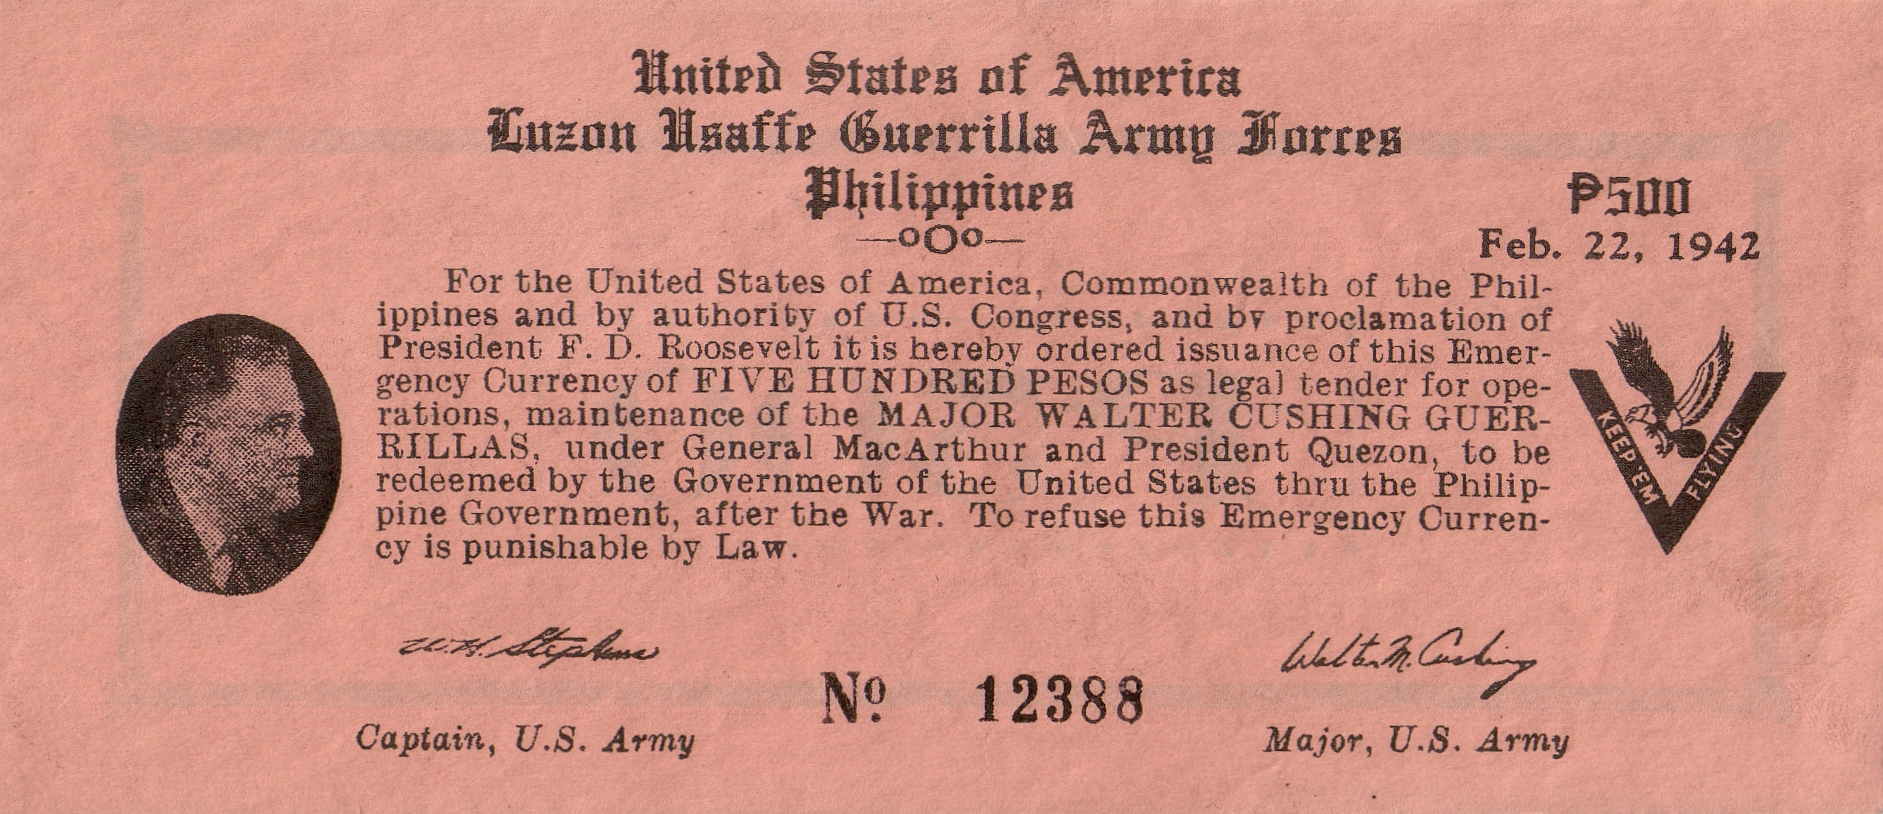 United States of America
Luzon Usaffe Guerrilla Army Forces
Philippines
—oOo—
₱500
Feb. 22, 1942
For the United States of America, Commonwealth of the Phil-
ippines and by authority of U.S. Congress, and by proclamation of
President F. D. Roosevelt it is hereby ordered issuance of this Emer-
gency Currency of FIVE HUNDRED PESOS as legal tender for ope-
rations, maintenance of the MAJOR WALTER CUSHING GUER-
RILLAS, under General MacArthur and President Quezon, to be
redeemed by the Government of the United States thru the Philip-
pine Government, after the War. To refuse this Emergency Curren-
cy is punishable by Law.
KEEP 'EM FLYING
W.H. Stephens
Walter M. Cushing
Nº 12388
Captain, U.S. Army
Major, U.S. Army